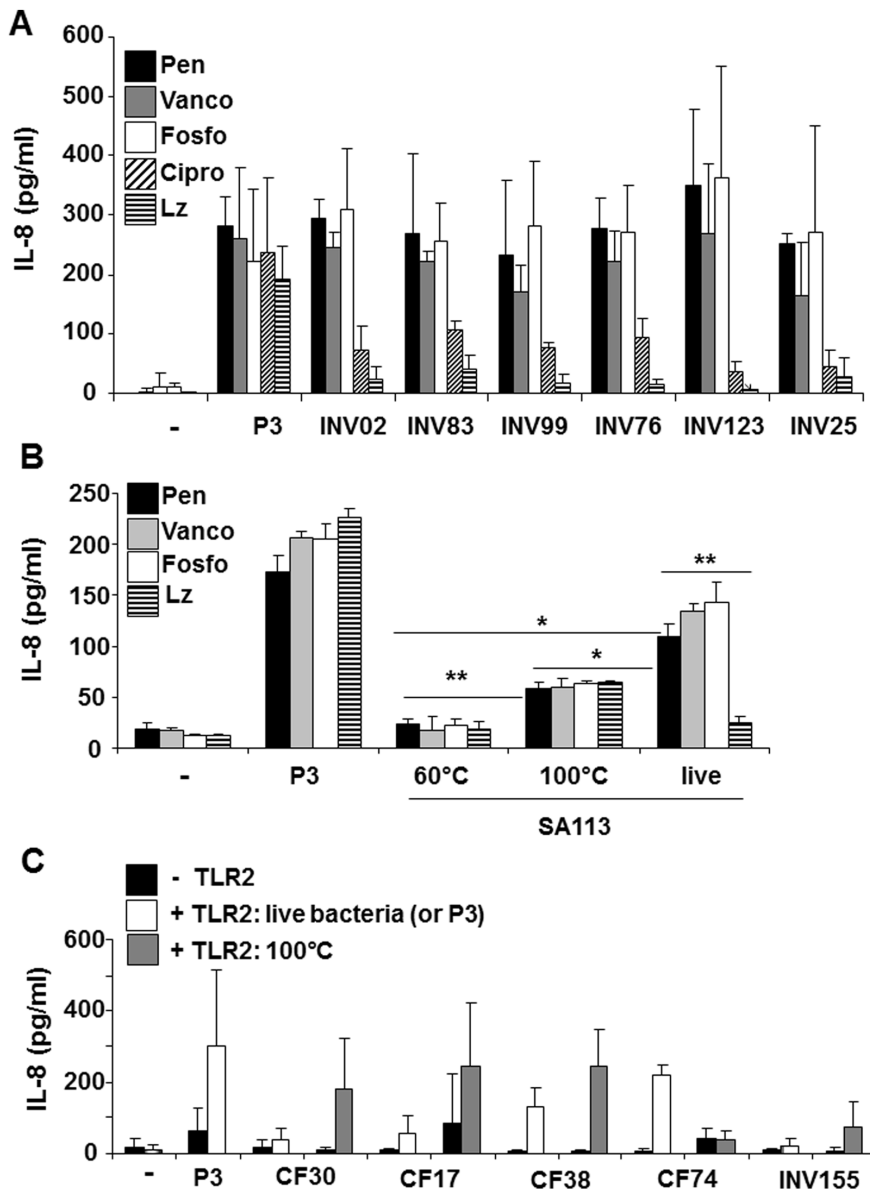 A
600
500
400
300
200
100
0
IL-8 (pg/ml)
Pen
Vanco
Fosfo
Cipro
Lz
- P3 INV02 INV83 INV99 INV76 INV123 INV25
B
250
200
150
100
50
0
IL-8 (pg/ml)
Pen
Vanco
Fosfo
Lz
**
*
** *
- P3 60°C 100°C live
SA113
C
- TLR2
+ TLR2: live bacteria (or P3)
+ TLR2: 100°C
600
400
200
0
IL-8 (pg/ml)
- P3 CF30 CF17 CF38 CF74 INV155